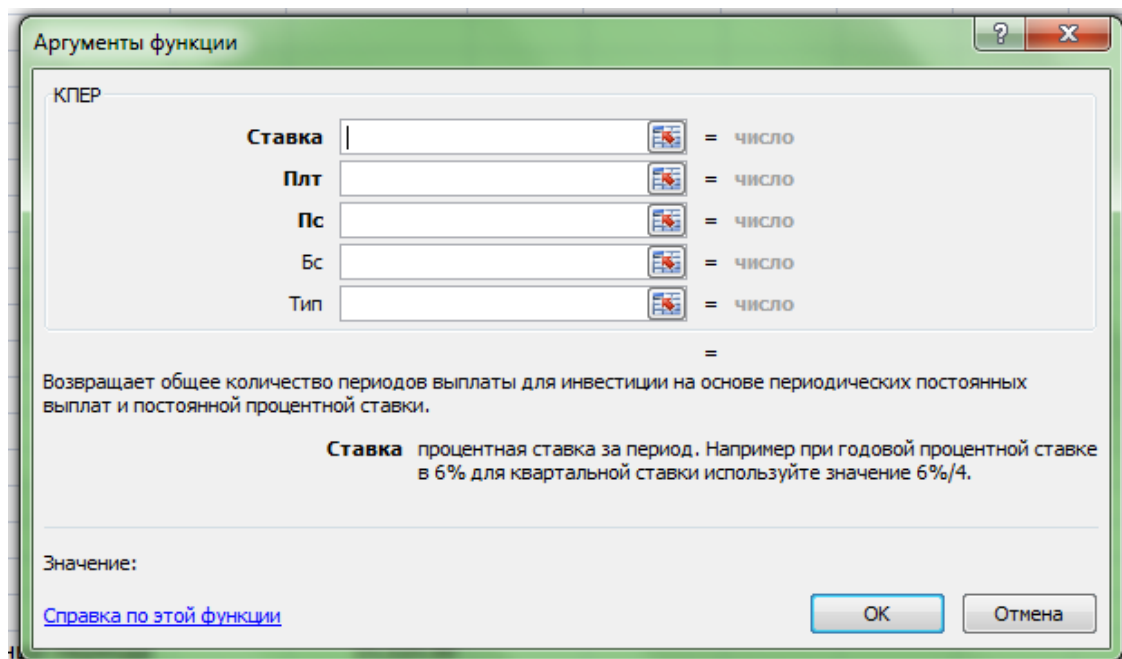 Аргументы функции
КПЕР
Ставка = число
Плт = число
Пс = число
Бс = число
Тип = число
=
Возвращает общее количество периодов выплаты для инвестиции на основе периодических постоянных
выплат и постоянной процентной ставки.
Ставка процентная ставка за период. Например при годовой процентной ставке
в 6% для квартальной ставки используйте значение 6%/4.
Значение:
Справка по этой функции
ОК Отмена